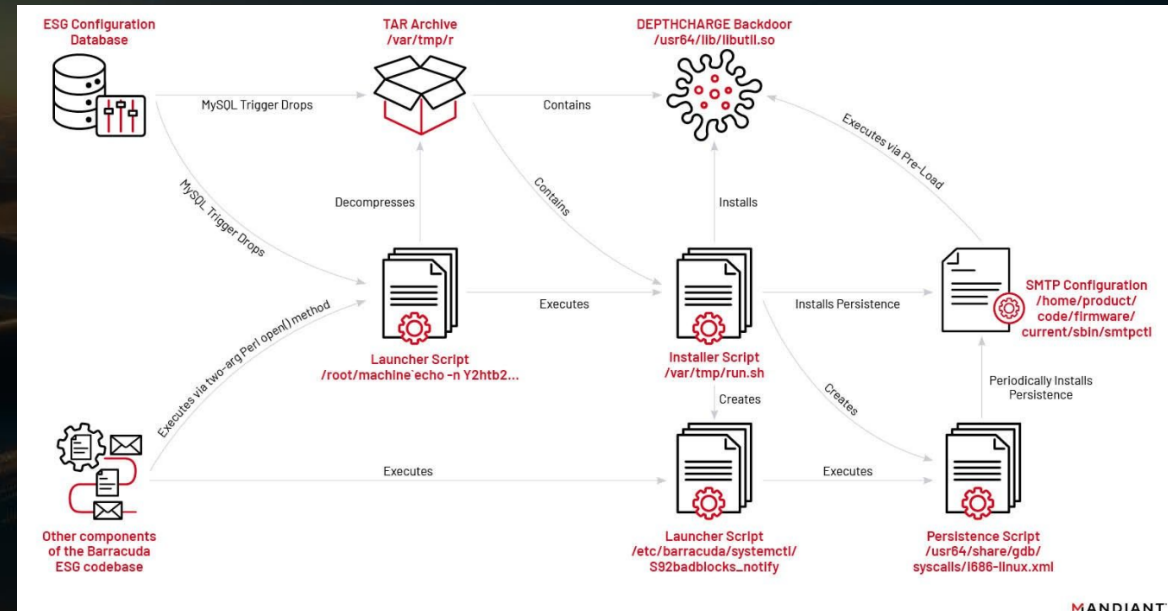 ESG Configuration
Database
TAR Archive
/var/tmp/r
DEPTHCHARGE Backdoor
/usr64/lib/libutil.so
MySQL Trigger Drops
Contains
MySQL Trigger Drops
Decompresses
Contains
Installs
Executes via Pre-Load
Executes via two-arg Perl open() method
Launcher Script
/root/machine`echo -n Y2htb2...
Executes
Installer Script
/var/tmp/run.sh
Installs Persistence
SMTP Configuration
/home/product/
code/firmware/
current/sbin/smtpctl
Creates
Creates
Periodically Installs
Persistence
Other components
of the Barracuda
ESG codebase
Executes
Launcher Script
/etc/barracuda/systemctl/
S92badblocks_notify
Executes
Persistence Script
/usr64/share/gdb/
syscalls/i686-linux.xml
MANDIANT